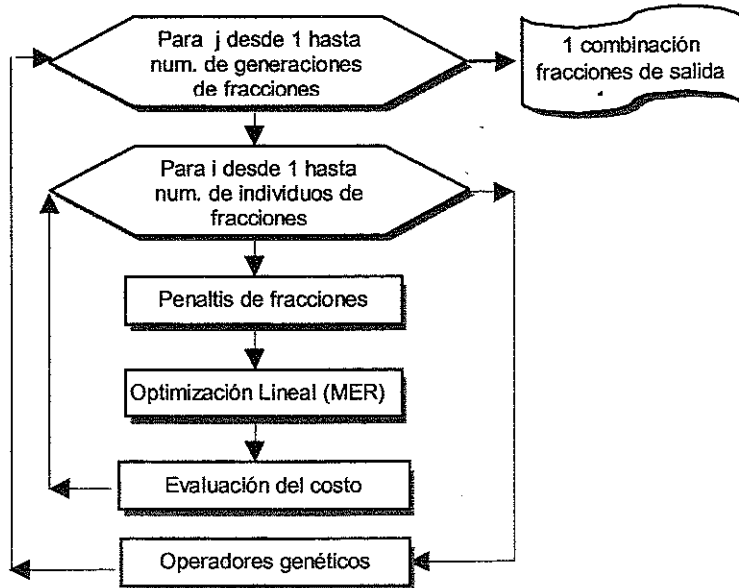 Para j desde 1 hasta
num. de generaciones
de fracciones
1 combinación
fracciones de salida
Para i desde 1 hasta
num. de individuos de
fracciones
Penaltis de fracciones
Optimización Lineal (MER)
Evaluación del costo
Operadores genéticos